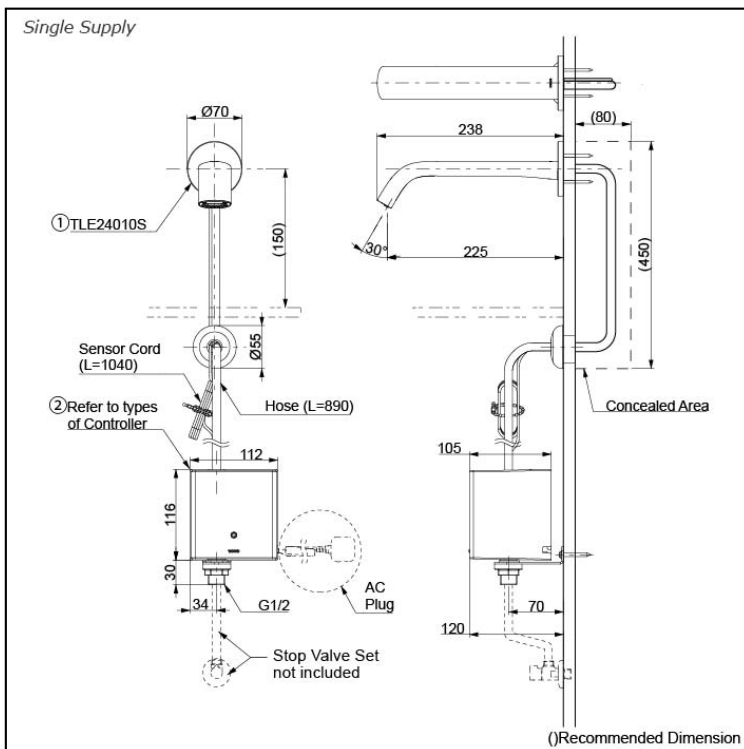 Single Supply
Ø70
①TLE24010S
(150)
Ø55
Sensor Cord
(L=1040)
Hose (L=890)
②Refer to types
of Controller
112
116
30
34
G1/2
AC
Plug
Stop Valve Set
not included
238
(80)
30°
225
(450)
Concealed Area
105
70
120
()Recommended Dimension